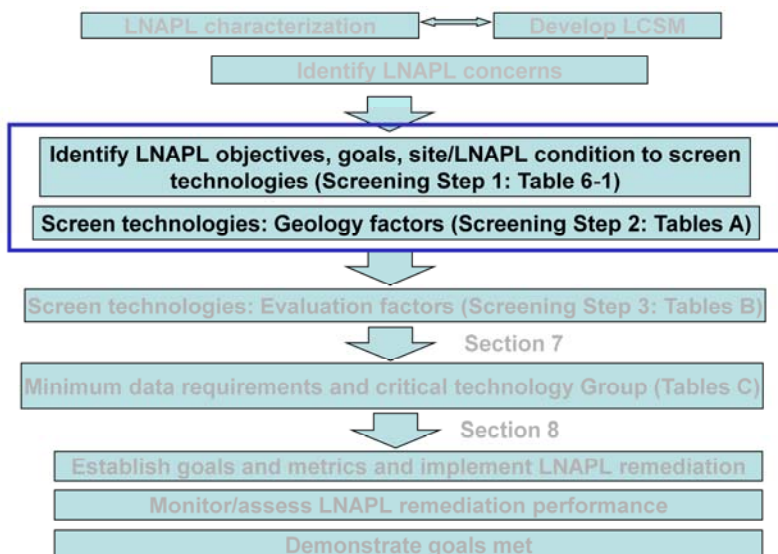 LNAPL characterization
Develop LCSM
Identify LNAPL concerns
Identify LNAPL objectives, goals, site/LNAPL condition to screen
technologies (Screening Step 1: Table 6-1)
Screen technologies: Geology factors (Screening Step 2: Tables A)
Screen technologies: Evaluation factors (Screening Step 3: Tables B)
Section 7
Minimum data requirements and critical technology Group (Tables C)
Section 8
Establish goals and metrics and implement LNAPL remediation
Monitor/assess LNAPL remediation performance
Demonstrate goals met